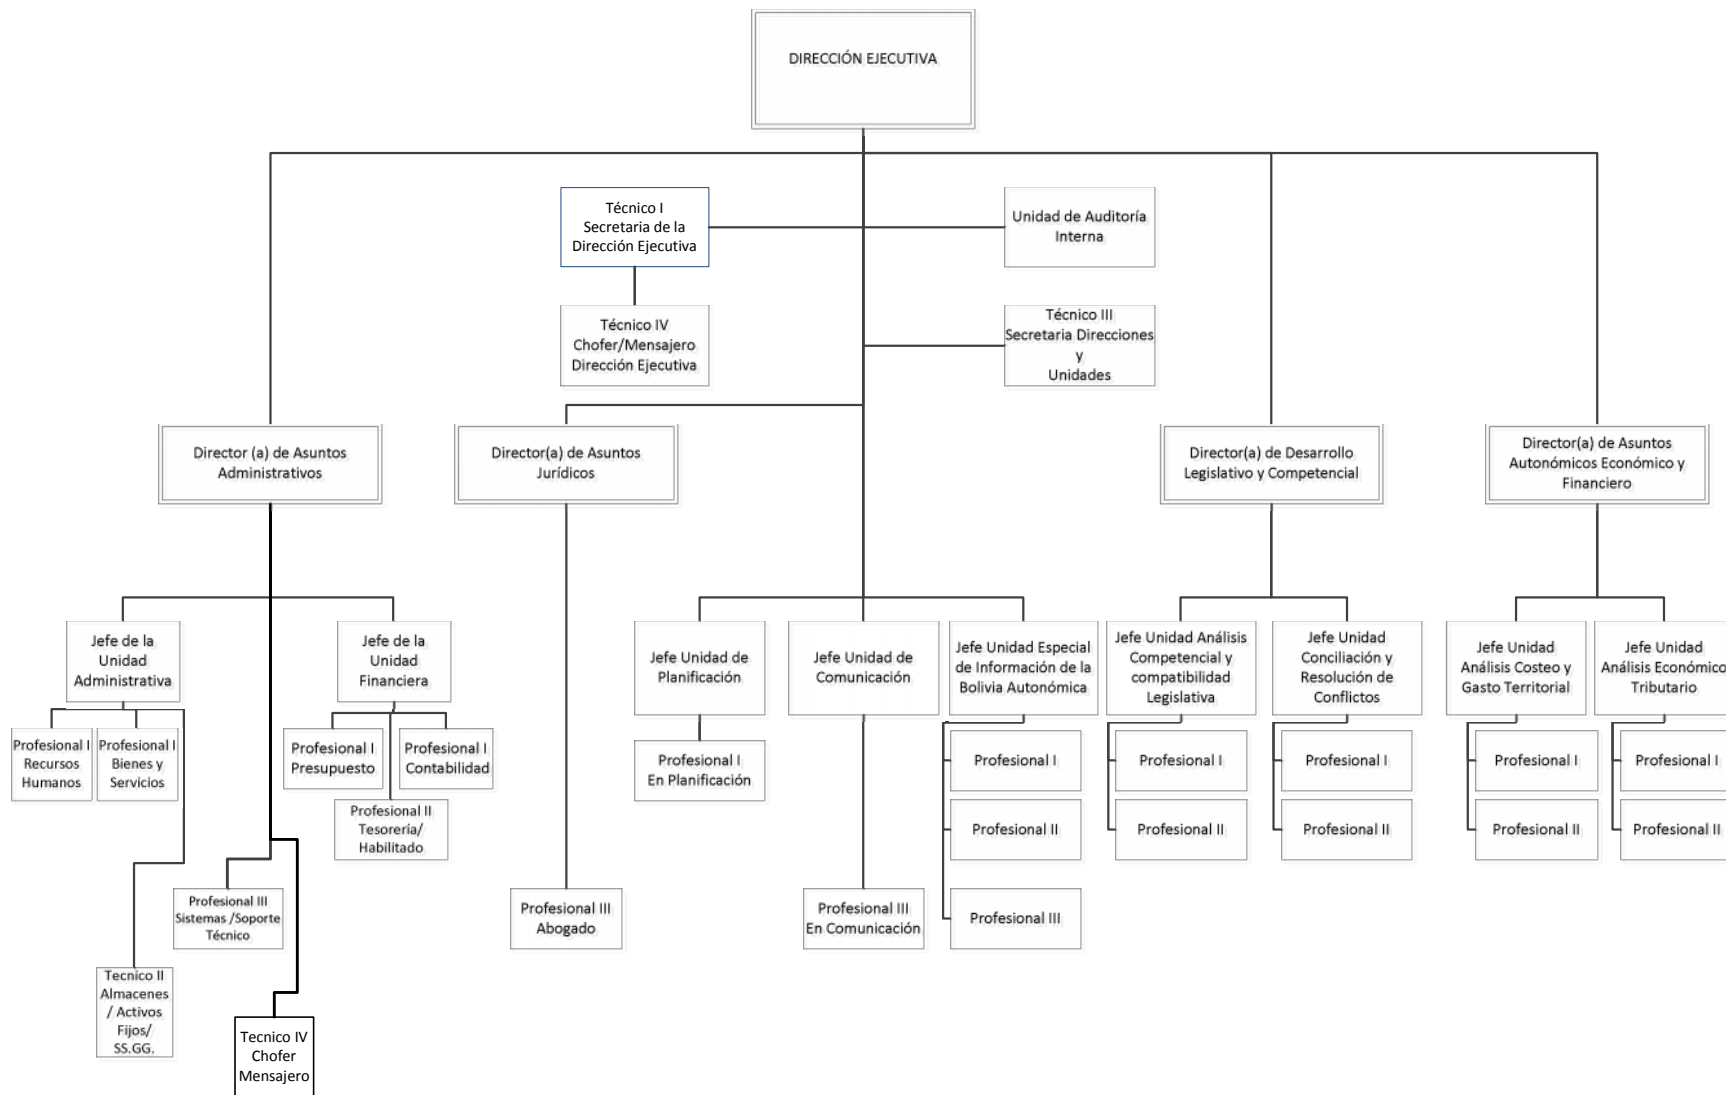 DIRECCIÓN EJECUTIVA
Técnico I
Secretaria de la
Dirección Ejecutiva
Unidad de Auditoría
Interna
Técnico IV
Chofer/Mensajero
Dirección Ejecutiva
Técnico III
Secretaria Direcciones
y
Unidades
Director (a) de Asuntos
Administrativos
Director(a) de Asuntos
Jurídicos
Director(a) de Desarrollo
Legislativo y Competencial
Director(a) de Asuntos
Autonómicos Económico y
Financiero
Jefe de la
Unidad
Administrativa
Jefe de la
Unidad
Financiera
Jefe Unidad de
Planificación
Jefe Unidad de
Comunicación
Jefe Unidad Especial
de Información de la
Bolivia Autonómica
Jefe Unidad Análisis
Competencial y
compatibilidad
Legislativa
Jefe Unidad
Conciliación y
Resolución de
Conflictos
Jefe Unidad
Análisis Costeo y
Gasto Territorial
Jefe Unidad
Análisis Económico
Tributario
Profesional I
Recursos
Humanos
Profesional I
Bienes y
Servicios
Profesional I
Presupuesto
Profesional I
Contabilidad
Profesional II
Tesorería/
Habilitado
Profesional I
En Planificación
Profesional I
Profesional I
Profesional I
Profesional I
Profesional I
Profesional II
Profesional II
Profesional II
Profesional II
Profesional II
Profesional III
Sistemas /Soporte
Técnico
Profesional III
Abogado
Profesional III
En Comunicación
Profesional III
Tecnico II
Almacenes
/ Activos
Fijos/
SS.GG.
Tecnico IV
Chofer
Mensajero